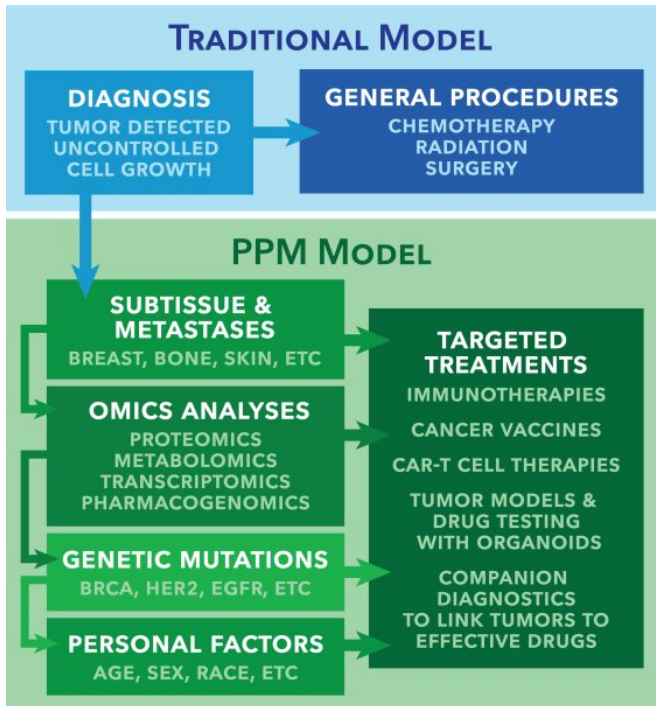 TRADITIONAL MODEL
DIAGNOSIS
TUMOR DETECTED
UNCONTROLLED
CELL GROWTH
GENERAL PROCEDURES
CHEMOTHERAPY
RADIATION
SURGERY
PPM MODEL
SUBTISSUE &
METASTASES
BREAST, BONE, SKIN, ETC
OMICS ANALYSES
PROTEOMICS
METABOLOMICS
TRANSCRIPTOMICS
PHARMACOGENOMICS
GENETIC MUTATIONS
BRCA, HER2, EGFR, ETC
PERSONAL FACTORS
AGE, SEX, RACE, ETC
TARGETED
TREATMENTS
IMMUNOTHERAPIES
CANCER VACCINES
CAR-T CELL THERAPIES
TUMOR MODELS &
DRUG TESTING
WITH ORGANOIDS
COMPANION
DIAGNOSTICS
TO LINK TUMORS TO
EFFECTIVE DRUGS